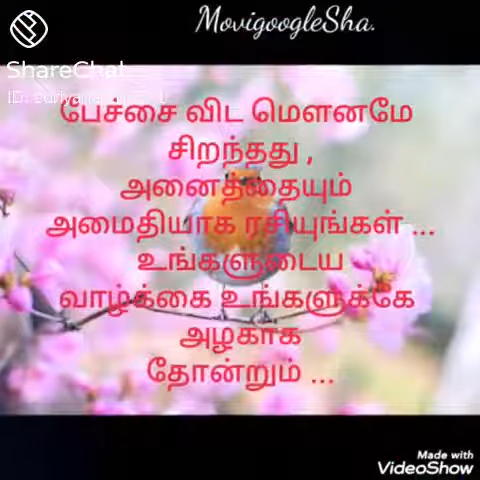 MovigoogleSha.
ShareChat
பேச்சை விட மௌனமே
சிறந்தது ,
அனைத்தையும்
அமைதியாக ரசியுங்கள் ...
உங்களுடைய
வாழ்க்கை உங்களுக்கே
அழகாக
தோன்றும் ...
Made with
VideoShow